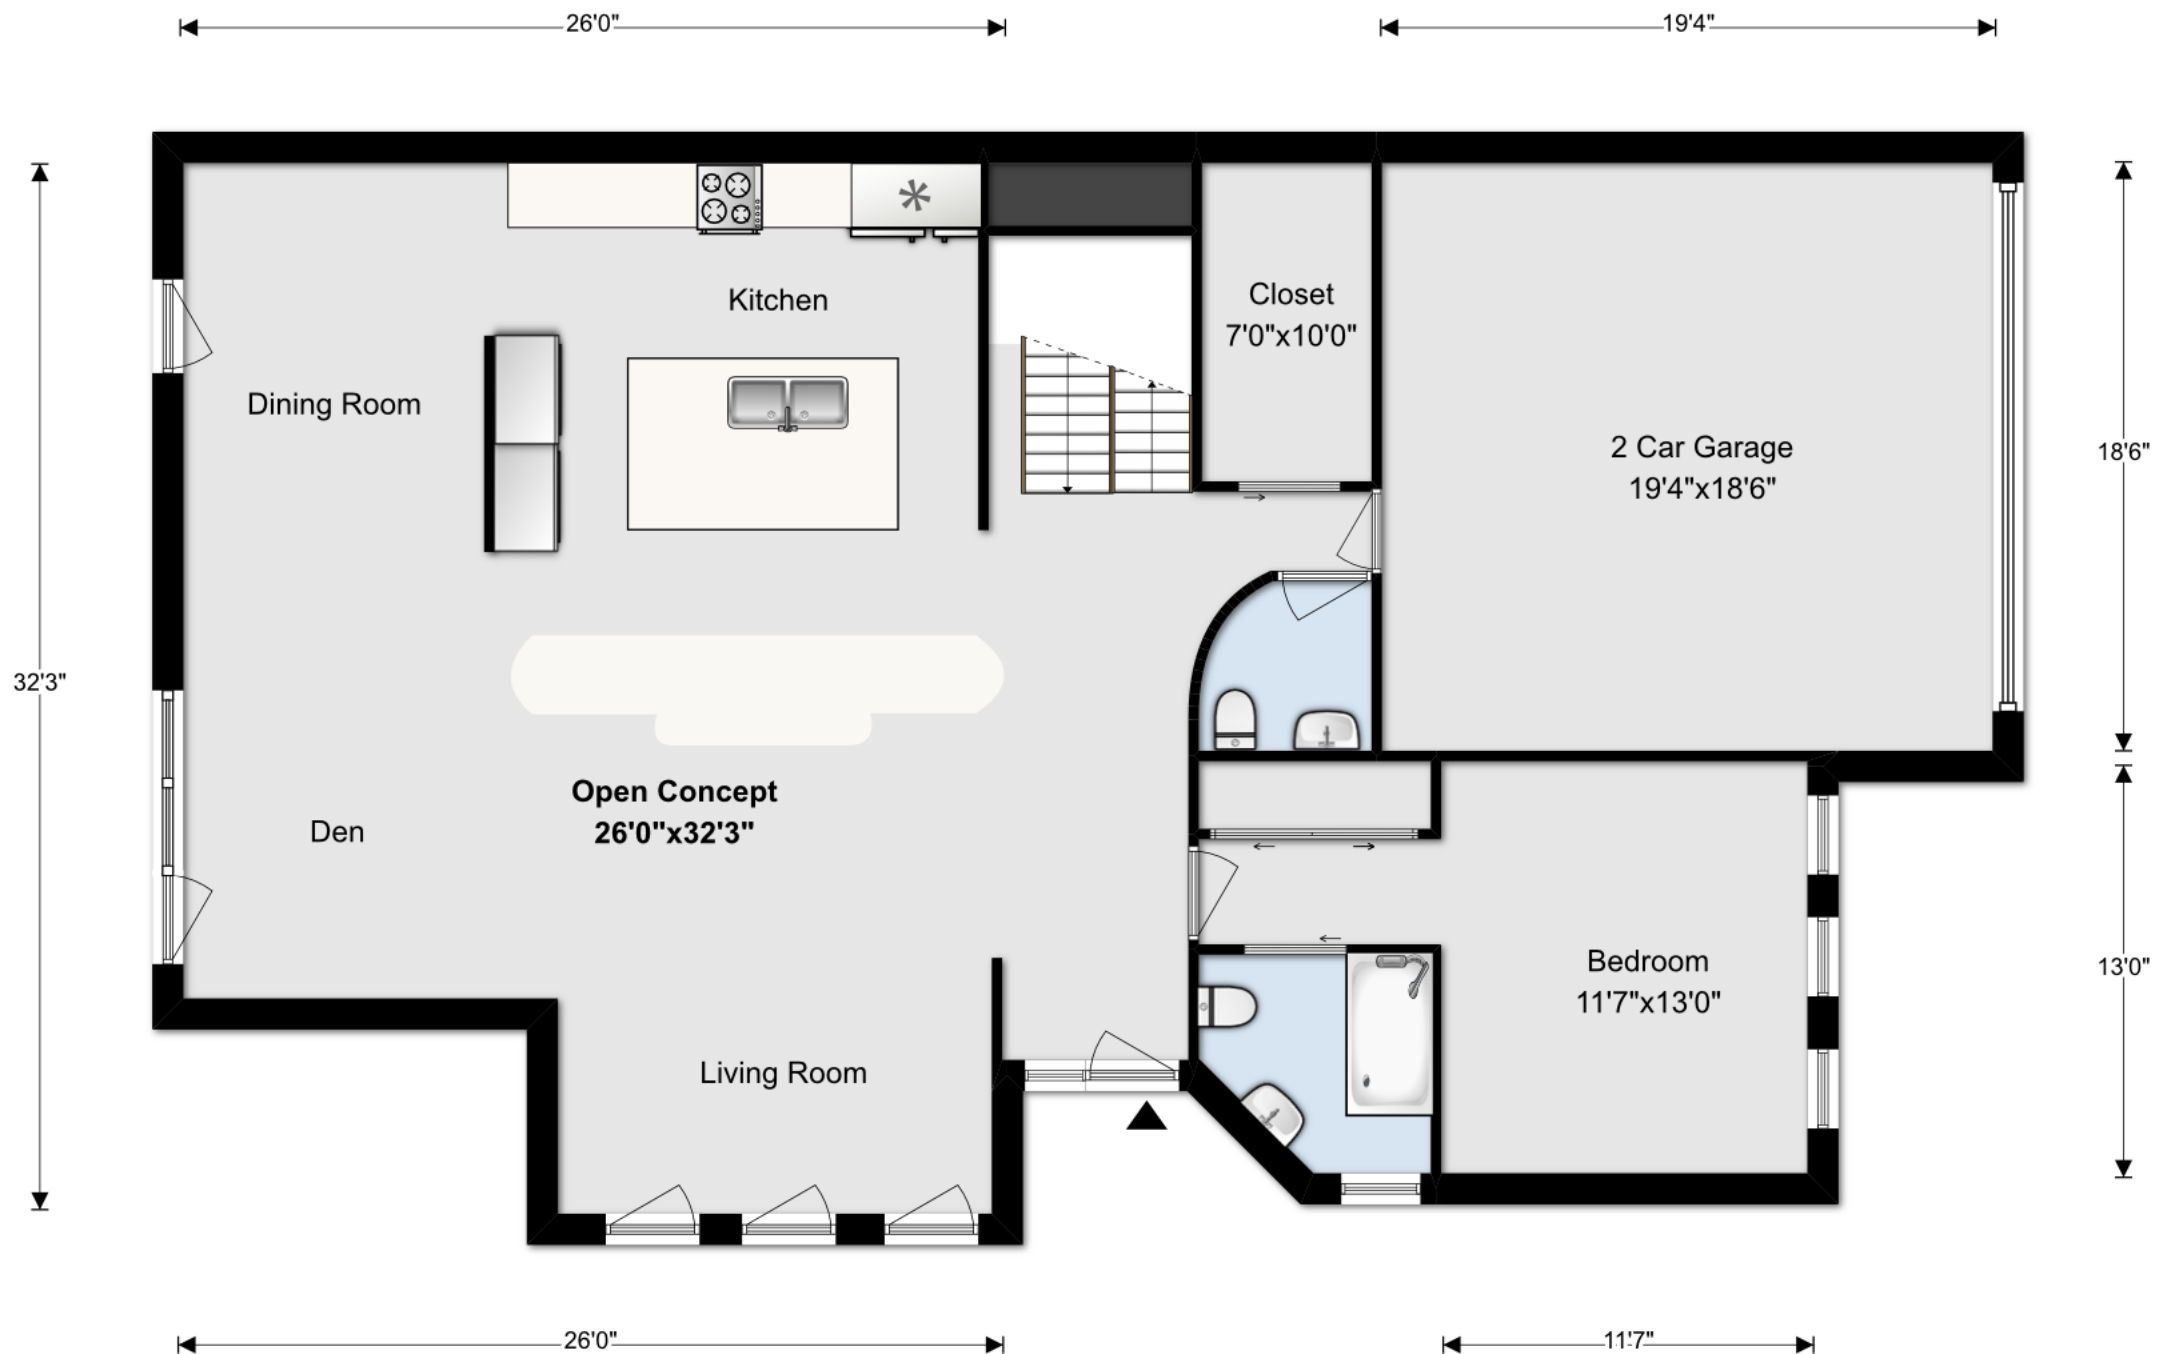 26'0"
19'4"
Kitchen
Closet
7'0"x10'0"
Dining Room
2 Car Garage
19'4"x18'6"
18'6"
32'3"
Open Concept
26'0"x32'3"
Den
Bedroom
11'7"x13'0"
13'0"
Living Room
26'0"
11'7"